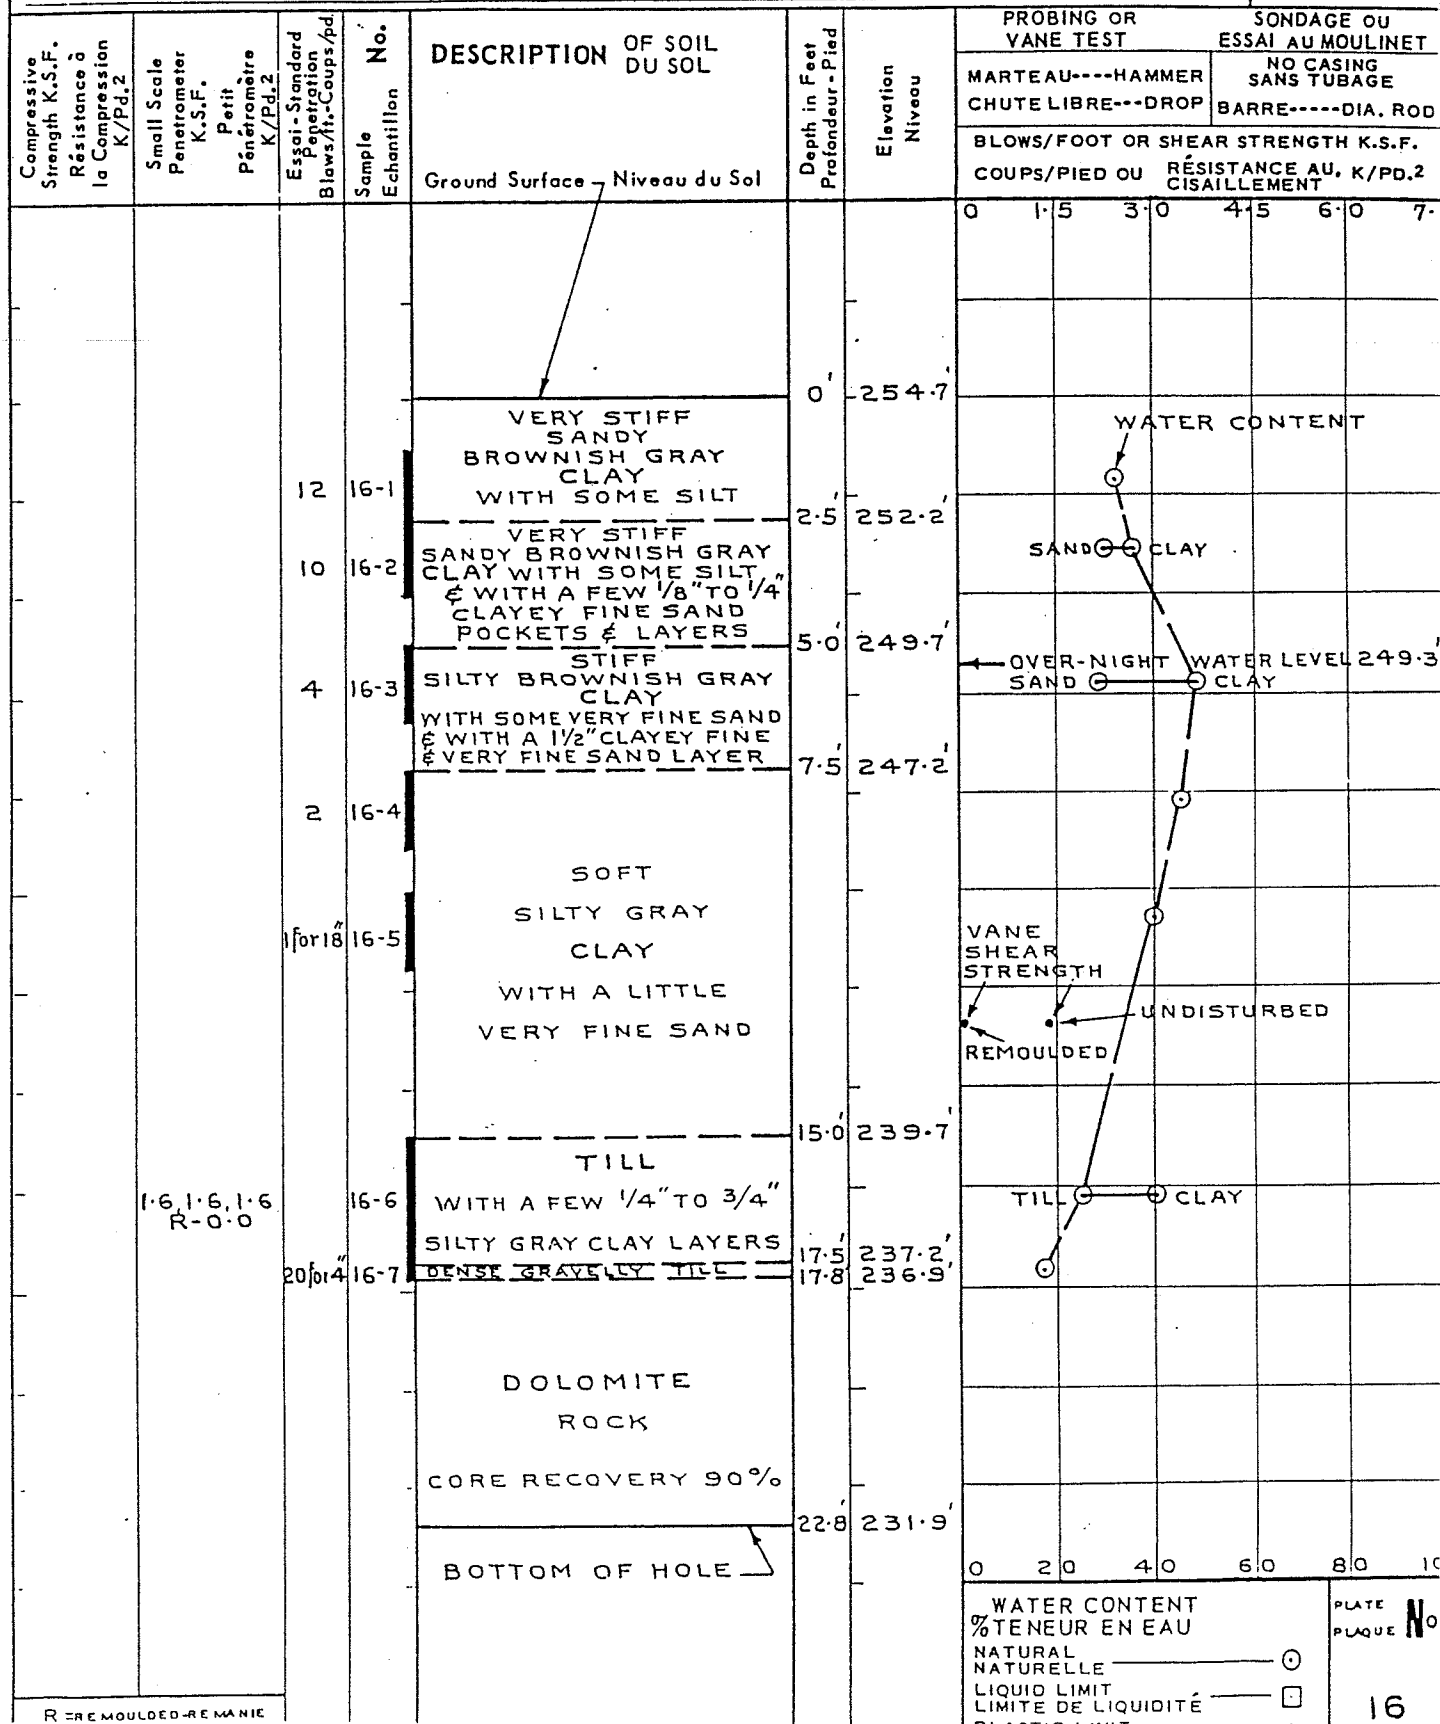 Compressive
Strength K.S.F.
Résistance à
la Compression
K/Pd.2
Small Scale
Penetrometer
K.S.F.
Petit
Pénétromètre
K/Pd.2
Essai-Standard
Penetration
Blows/ft.-Coups/pd.
Sample No.
Echantillon
DESCRIPTION OF SOIL
DU SOL
Ground Surface Niveau du Sol
Depth in Feet
Profondeur-Pied
Elevation
Niveau
PROBING OR
VANE TEST
SONDAGE OU
ESSAI AU MOULINET
MARTEAU----HAMMER
CHUTE LIBRE---DROP
NO CASING
SANS TUBAGE
BARRE-----DIA. ROD
BLOWS/FOOT OR SHEAR STRENGTH K.S.F.
COUPS/PIED OU RÉSISTANCE AU. K/PD.2
CISAILLEMENT
0 1.5 3.0 4.5 6.0 7.
0' 254.7'
VERY STIFF
SANDY
BROWNISH GRAY
CLAY
WITH SOME SILT
12 16-1
2.5' 252.2'
VERY STIFF
SANDY BROWNISH GRAY
CLAY WITH SOME SILT
& WITH A FEW 1/8" TO 1/4"
CLAYEY FINE SAND
POCKETS & LAYERS
10 16-2
5.0' 249.7'
STIFF
SILTY BROWNISH GRAY
CLAY
WITH SOME VERY FINE SAND
& WITH A 1 1/2" CLAYEY FINE
& VERY FINE SAND LAYER
4 16-3
7.5' 247.2'
2 16-4
SOFT
SILTY GRAY
CLAY
WITH A LITTLE
VERY FINE SAND
1 for 18" 16-5
15.0' 239.7'
TILL
WITH A FEW 1/4" TO 3/4"
SILTY GRAY CLAY LAYERS
1.6, 1.6, 1.6
R-0.0
16-6
17.5' 237.2'
20 for 4" 16-7
DENSE GRAVELLY TILL
17.8' 236.9'
DOLOMITE
ROCK
CORE RECOVERY 90%
22.8' 231.9'
BOTTOM OF HOLE
WATER CONTENT
SAND CLAY
OVER-NIGHT WATER LEVEL 249.3'
SAND CLAY
VANE
SHEAR
STRENGTH
UNDISTURBED
REMOULDED
TILL CLAY
0 20 40 60 80 10
WATER CONTENT
% TENEUR EN EAU
NATURAL
NATURELLE
LIQUID LIMIT
LIMITE DE LIQUIDITÉ
PLATE
PLAQUE No
16
R = REMOULDED-REMANIE